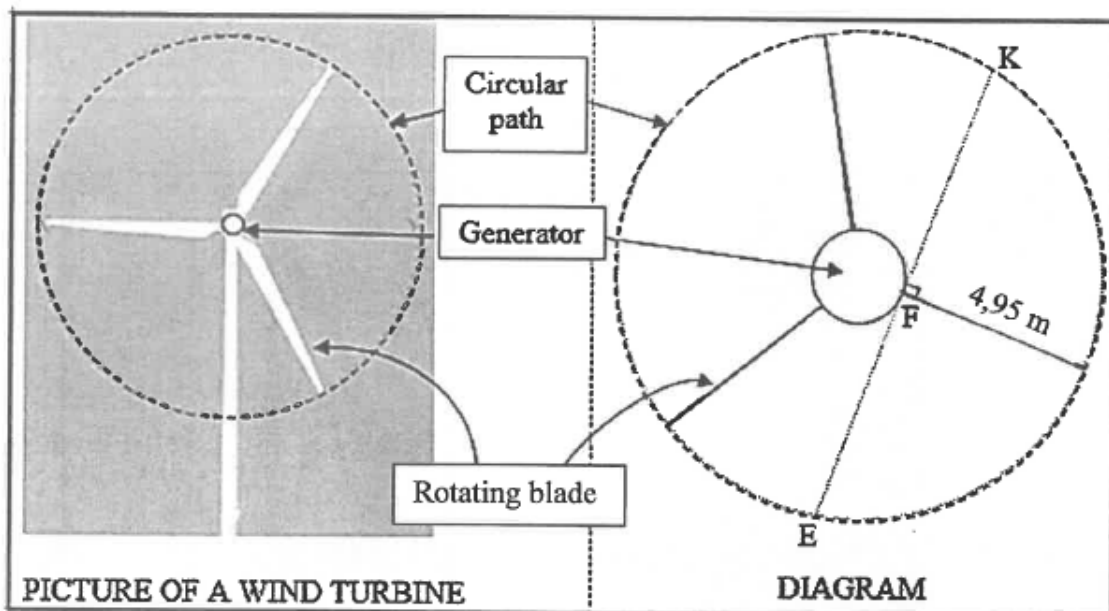 Circular
path
K
Generator
4,95 m
F
Rotating blade
E
PICTURE OF A WIND TURBINE
DIAGRAM